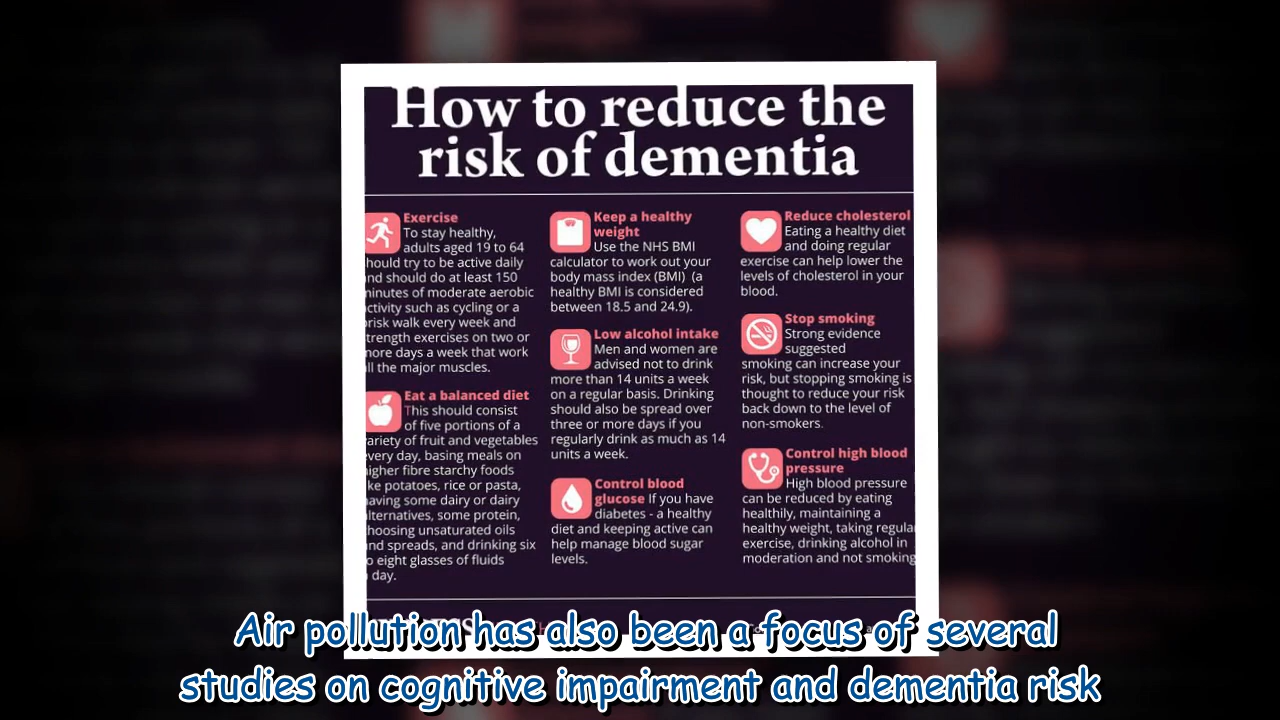 How to reduce the
risk of dementia
Exercise
To stay healthy,
adults aged 19 to 64
hould try to be active daily
nd should do at least 150
minutes of moderate aerobic
ctivity such as cycling or a
brisk walk every week and
trength exercises on two or
more days a week that work
ll the major muscles.
Eat a balanced diet
This should consist
of five portions of a
variety of fruit and vegetables
every day, basing meals on
higher fibre starchy foods
ke potatoes, rice or pasta,
having some dairy or dairy
lternatives, some protein,
hoosing unsaturated oils
nd spreads, and drinking six
o eight glasses of fluids
day.
Keep a healthy
weight
Use the NHS BMI
calculator to work out your
body mass index (BMI) (a
healthy BMI is considered
between 18.5 and 24.9).
Low alcohol intake
Men and women are
advised not to drink
more than 14 units a week
on a regular basis. Drinking
should also be spread over
three or more days if you
regularly drink as much as 14
units a week.
Control blood
glucose If you have
diabetes - a healthy
diet and keeping active can
help manage blood sugar
levels.
Reduce cholesterol
Eating a healthy diet
and doing regular
exercise can help lower the
levels of cholesterol in your
blood.
Stop smoking
Strong evidence
suggested
smoking can increase your
risk, but stopping smoking is
thought to reduce your risk
back down to the level of
non-smokers.
Control high blood
pressure
High blood pressure
can be reduced by eating
healthily, maintaining a
healthy weight, taking regular
exercise, drinking alcohol in
moderation and not smoking
Air pollution has also been a focus of several
studies on cognitive impairment and dementia risk